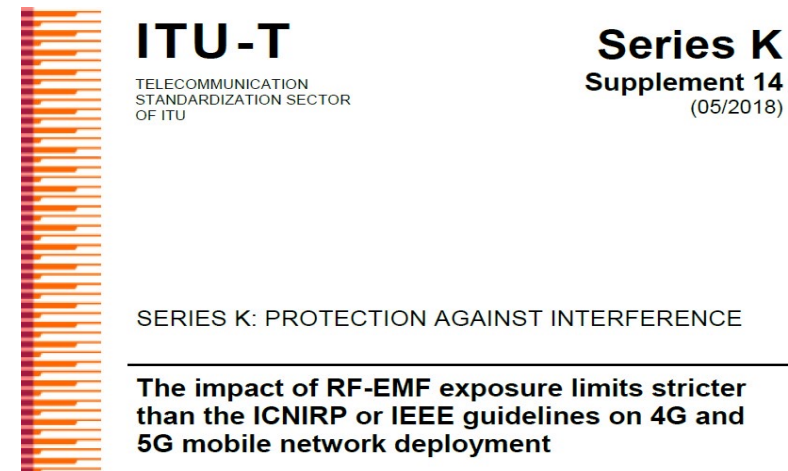 ITU-T
Series K
TELECOMMUNICATION
STANDARDIZATION SECTOR
OF ITU
Supplement 14
(05/2018)
SERIES K: PROTECTION AGAINST INTERFERENCE
The impact of RF-EMF exposure limits stricter
than the ICNIRP or IEEE guidelines on 4G and
5G mobile network deployment